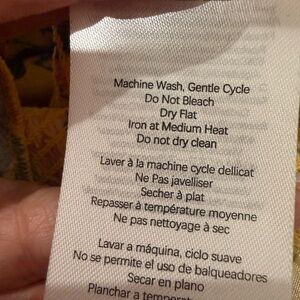 Machine Wash, Gentle Cycle
Do Not Bleach
Dry Flat
Iron at Medium Heat
Do not dry clean
Laver à la machine cycle dellicat
Ne Pas javelliser
Secher à plat
Repasser à température moyenne
Ne pas nettoyage à sec
Lavar a máquina, ciclo suave
No se permite el uso de balqueadores
Secar en plano
Planchar a